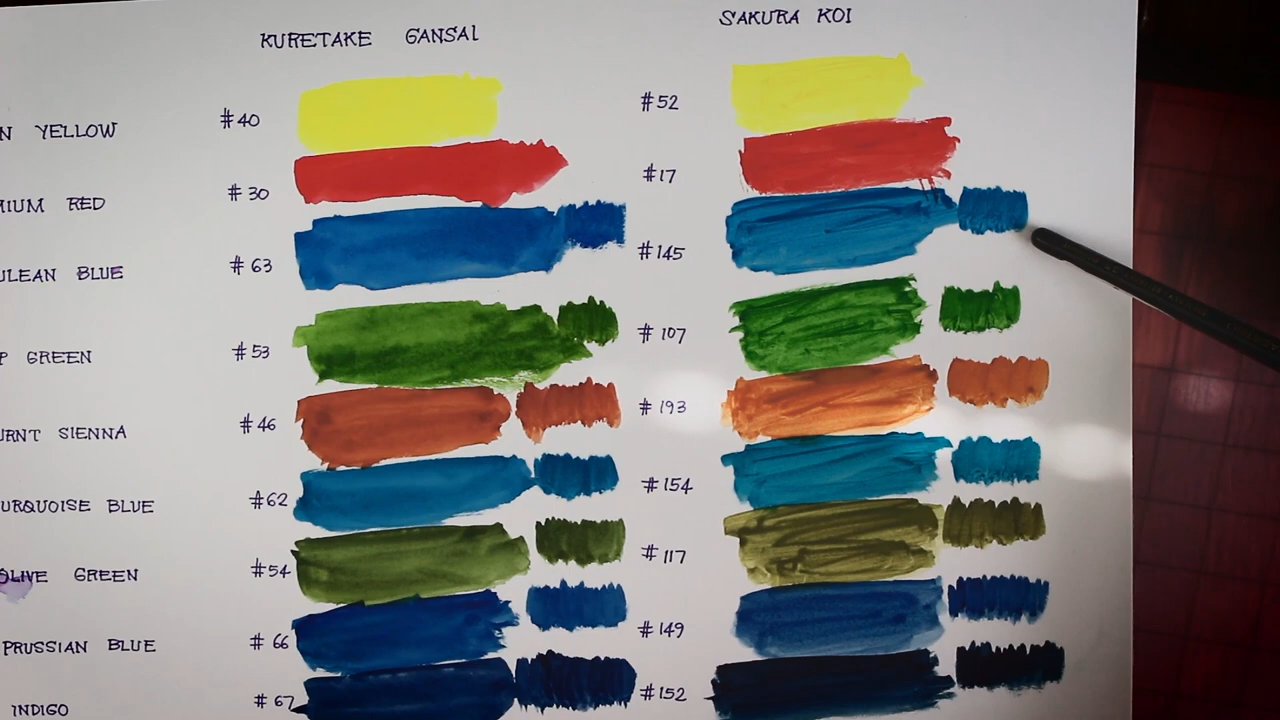 KURETAKE GANSAI SAKURA KOI
YELLOW #40 #52
RED #30 #17
BLUE #63 #145
GREEN #53 #107
SIENNA #46 #193
BLUE #62 #154
OLIVE GREEN #54 #117
PRUSSIAN BLUE #66 #149
INDIGO #67 #152